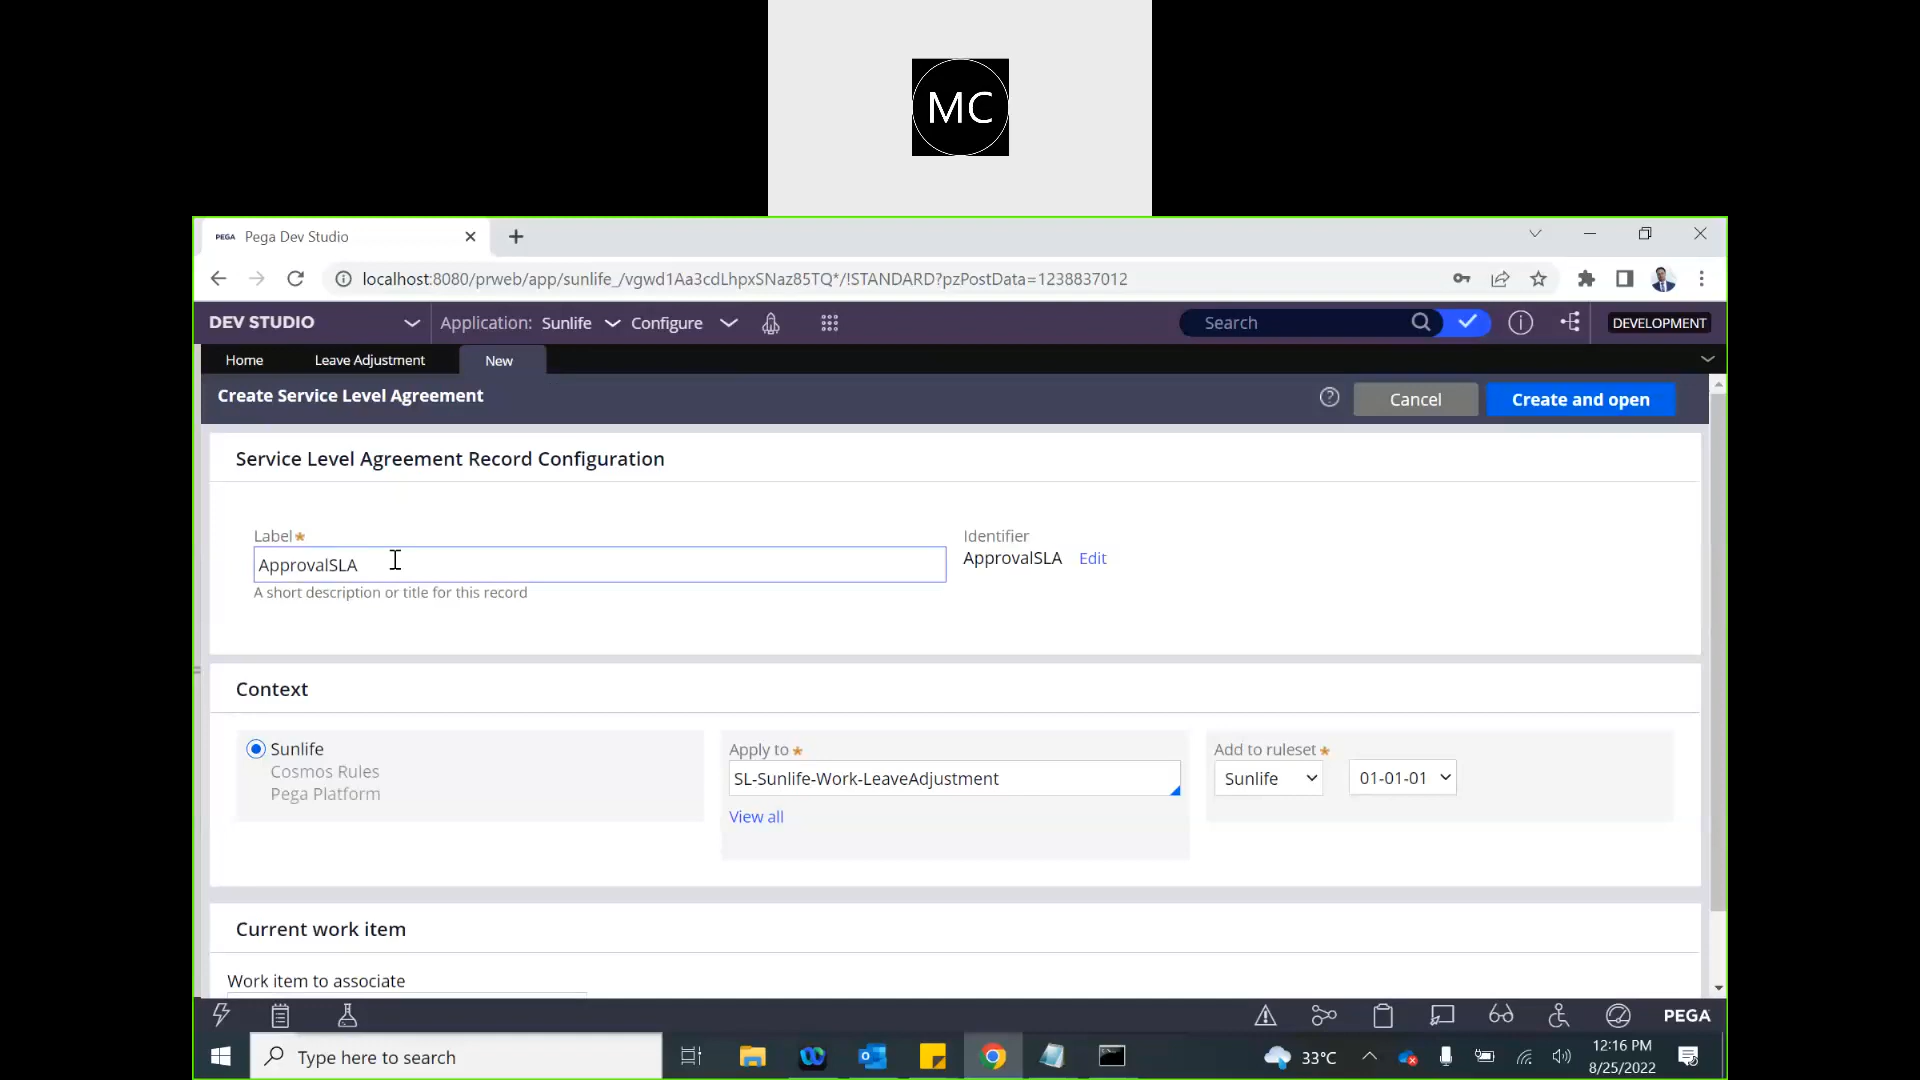 MC
PEGA Pega Dev Studio
localhost:8080/prweb/app/sunlife_/vgwd1Aa3cdLhpxSNaz85TQ*/!STANDARD?pzPostData=1238837012
DEV STUDIO Application: Sunlife Configure Search DEVELOPMENT
Home Leave Adjustment New
Create Service Level Agreement Cancel Create and open
Service Level Agreement Record Configuration
Label* Identifier
ApprovalSLA ApprovalSLA Edit
A short description or title for this record
Context
Sunlife Apply to* Add to ruleset*
Cosmos Rules SL-Sunlife-Work-LeaveAdjustment Sunlife 01-01-01
Pega Platform
View all
Current work item
Work item to associate
PEGA
Type here to search 33°C 12:16 PM
8/25/2022